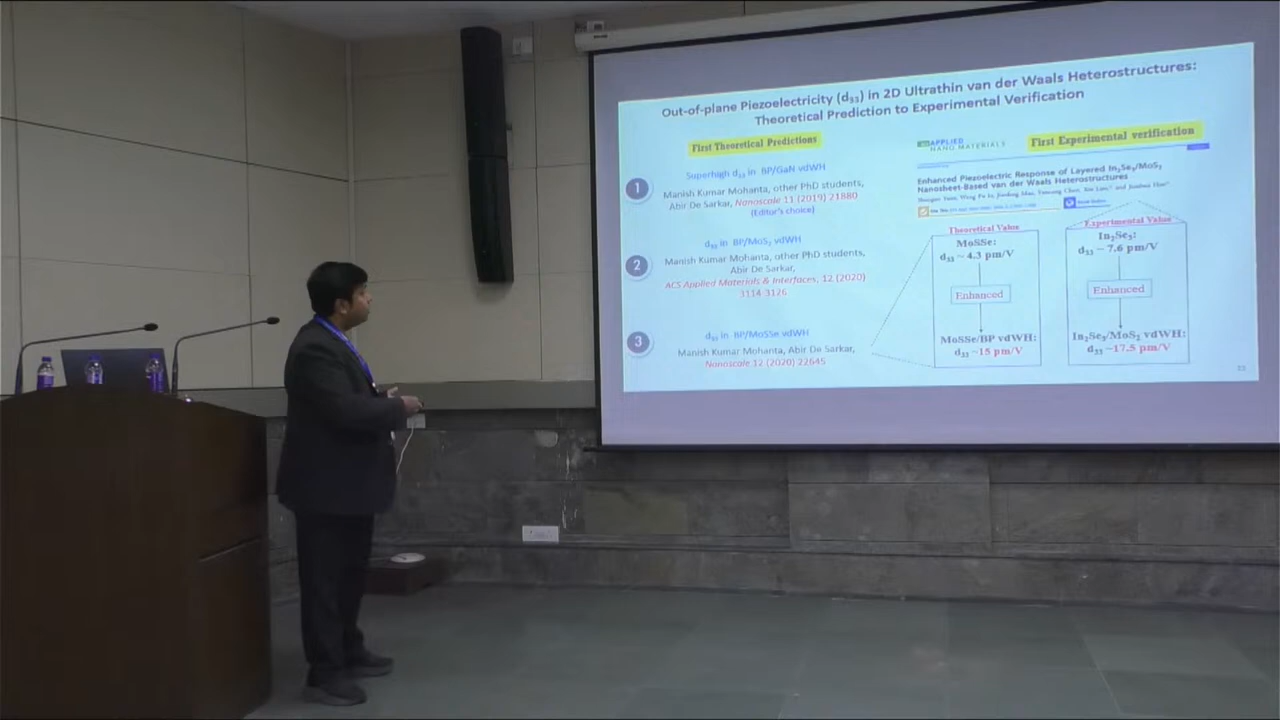 Out-of-plane Piezoelectricity (d₃₃) in 2D Ultrathin van der Waals Heterostructures:
Theoretical Prediction to Experimental Verification
First Theoretical Predictions
1
Superhigh d₃₃ in BP/GaN vdWH
Manish Kumar Mohanta, other PhD students,
Abir De Sarkar, Nanoscale 11 (2019) 21880
(Editor's choice)
2
d₃₃ in BP/MoS₂ vdWH
Manish Kumar Mohanta, other PhD students,
Abir De Sarkar,
ACS Applied Materials & Interfaces, 12 (2020)
3114-3126
3
d₃₃ in BP/MoSSe vdWH
Manish Kumar Mohanta, Abir De Sarkar,
Nanoscale 12 (2020) 22645
APPLIED
NANO MATERIALS
First Experimental verification
Enhanced Piezoelectric Response of Layered In₂Se₃/MoS₂
Nanosheet-Based van der Waals Heterostructures
Theoretical Value
MoSSe:
d₃₃ ~ 4.3 pm/V
Enhanced
MoSSe/BP vdWH:
d₃₃ ~15 pm/V
Experimental Value
In₂Se₃:
d₃₃ ~ 7.6 pm/V
Enhanced
In₂Se₃/MoS₂ vdWH:
d₃₃ ~17.5 pm/V